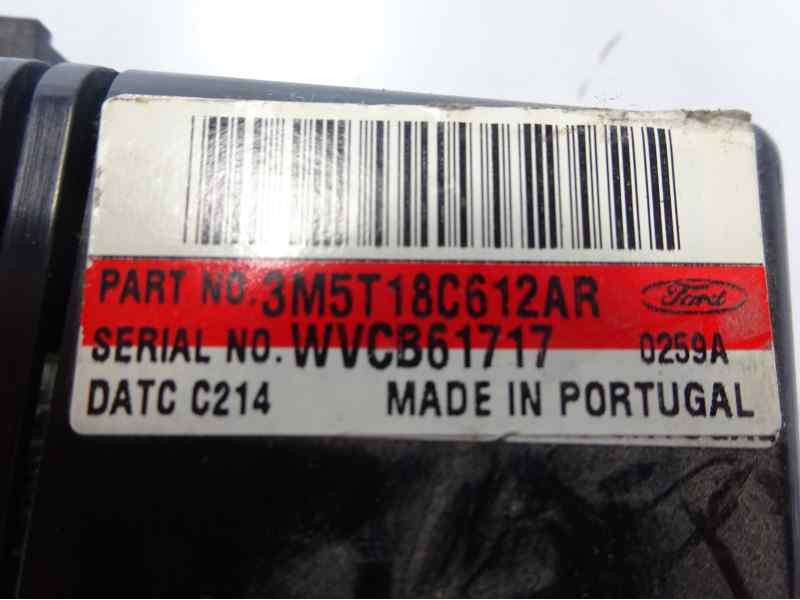 PART NO. 3M5T18C612AR Ford
SERIAL NO. WVCB61717 0259A
DATC C214 MADE IN PORTUGAL